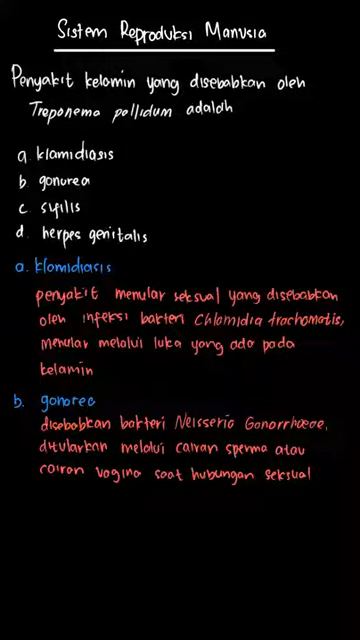 Sistem Reproduksi Manusia
Penyakit kelamin yang disebabkan oleh
Treponema pallidum adalah
a. klamidiasis
b. gonorea
c. sifilis
d. herpes genitalis
a. klamidiasis
penyakit menular seksual yang disebabkan
oleh infeksi bakteri Chlamidia trachomatis,
menular melalui luka yang ada pada
kelamin
b. gonorea
disebabkan bakteri Neisseria Gonorrhoeae,
ditularkan melalui cairan sperma atau
cairan vagina saat hubungan seksual